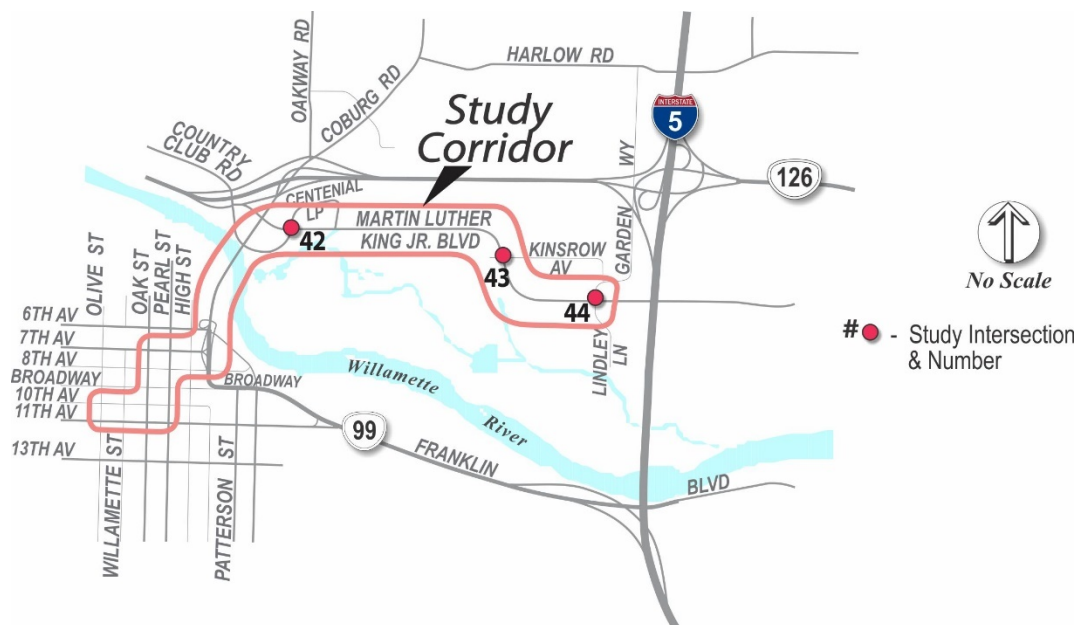 HARLOW RD
OAKWAY RD
COBURG RD
COUNTRY
CLUB RD
Study
Corridor
INTERSTATE
5
WY
GARDEN
126
CENTENIAL
LP
MARTIN LUTHER
KING JR. BLVD
42
43
KINSROW
AV
44
LINDLEY
LN
No Scale
# - Study Intersection
& Number
OLIVE ST
OAK ST
PEARL ST
HIGH ST
6TH AV
7TH AV
8TH AV
BROADWAY
10TH AV
11TH AV
13TH AV
BROADWAY
WILLAMETTE ST
PATTERSON ST
Willamette
River
99
FRANKLIN
BLVD